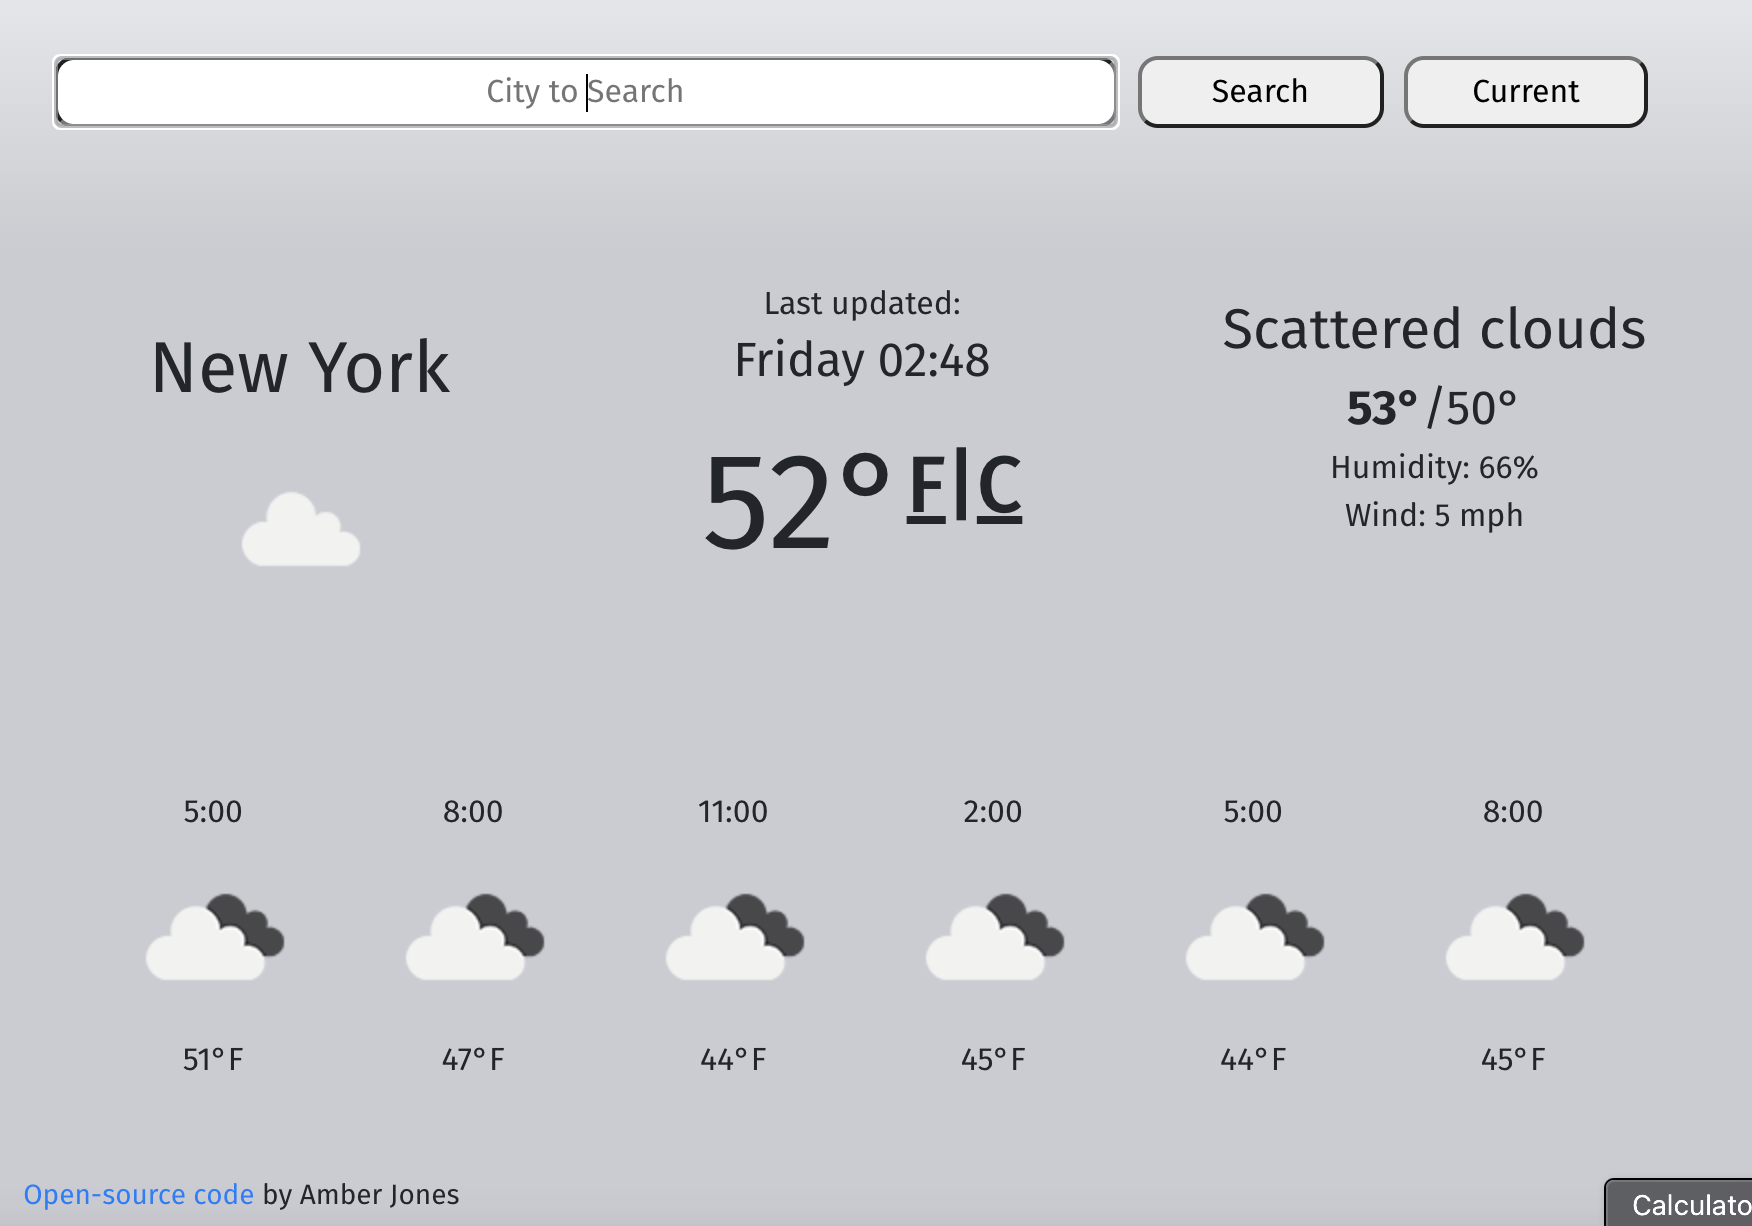 City to Search
Search
Current
New York
Last updated:
Friday 02:48
52° F|C
Scattered clouds
53° /50°
Humidity: 66%
Wind: 5 mph
5:00 8:00 11:00 2:00 5:00 8:00
51°F 47°F 44°F 45°F 44°F 45°F
Open-source code by Amber Jones
Calculato